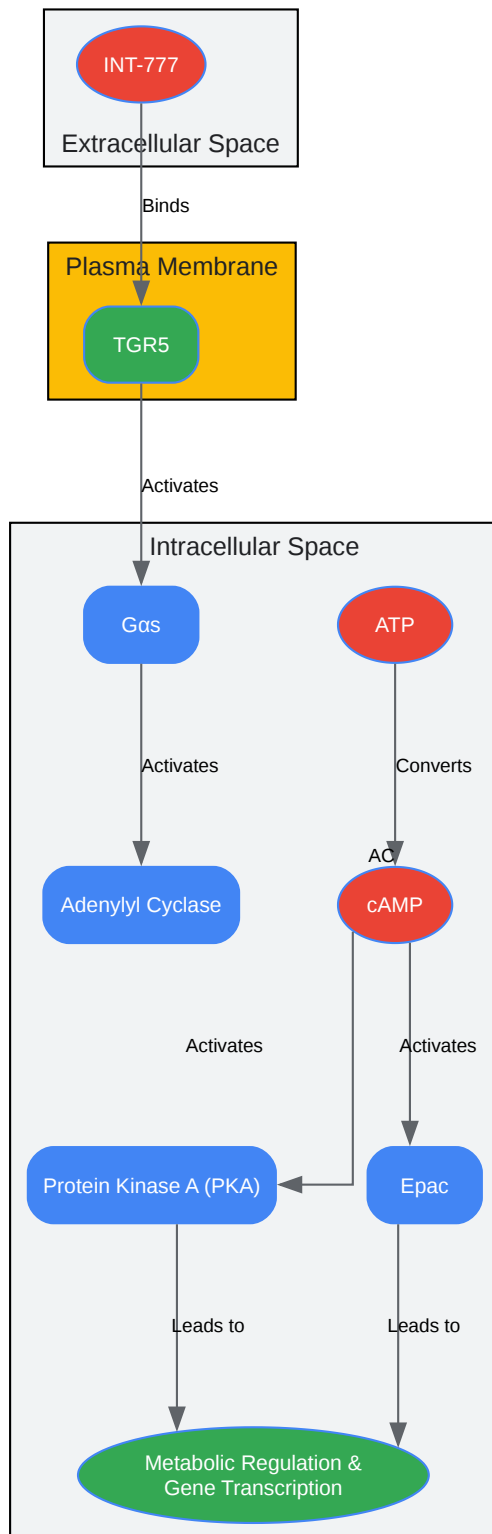 INT-777
Extracellular Space
Binds
Plasma Membrane
TGR5
Activates
Intracellular Space
Gαs
ATP
Activates
Converts
AC
Adenylyl Cyclase
cAMP
Activates
Activates
Protein Kinase A (PKA)
Epac
Leads to
Leads to
Metabolic Regulation &
Gene Transcription